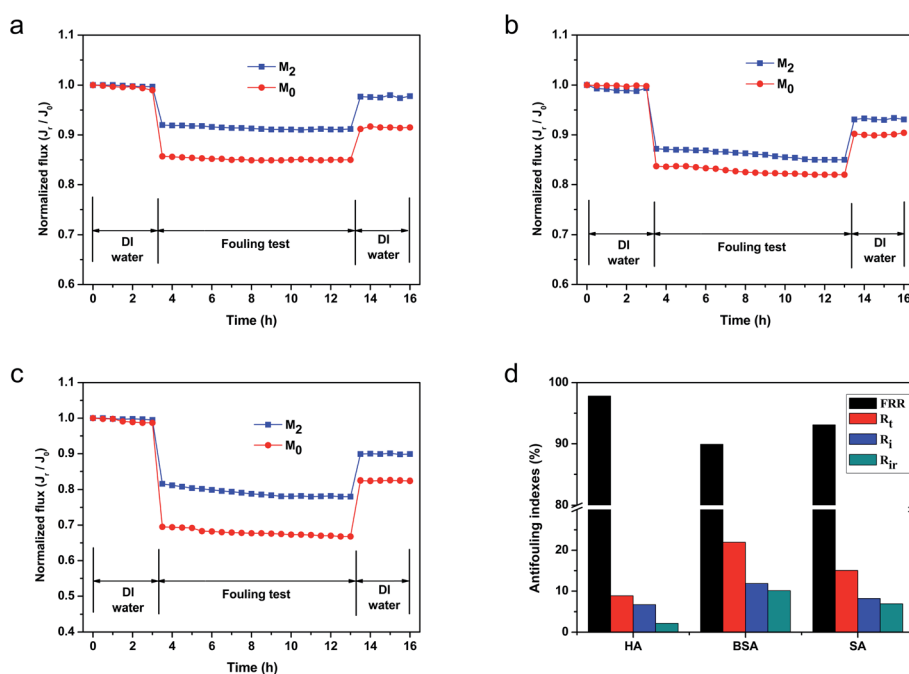 a
Normalized flux (Jr / J0)
1.1
1.0
0.9
0.8
0.7
0.6
M2
M0
DI
water
Fouling test
DI
water
0 2 4 6 8 10 12 14 16
Time (h)
b
Normalized flux (Jr / J0)
1.1
1.0
0.9
0.8
0.7
0.6
M2
M0
DI
water
Fouling test
DI
water
0 2 4 6 8 10 12 14 16
Time (h)
c
Normalized flux (Jr / J0)
1.1
1.0
0.9
0.8
0.7
0.6
0.5
0.4
M2
M0
DI
water
Fouling test
DI
water
0 2 4 6 8 10 12 14 16
Time (h)
d
Antifouling indexes (%)
100
90
80
20
10
0
FRR
Rt
Ri
Rir
HA BSA SA